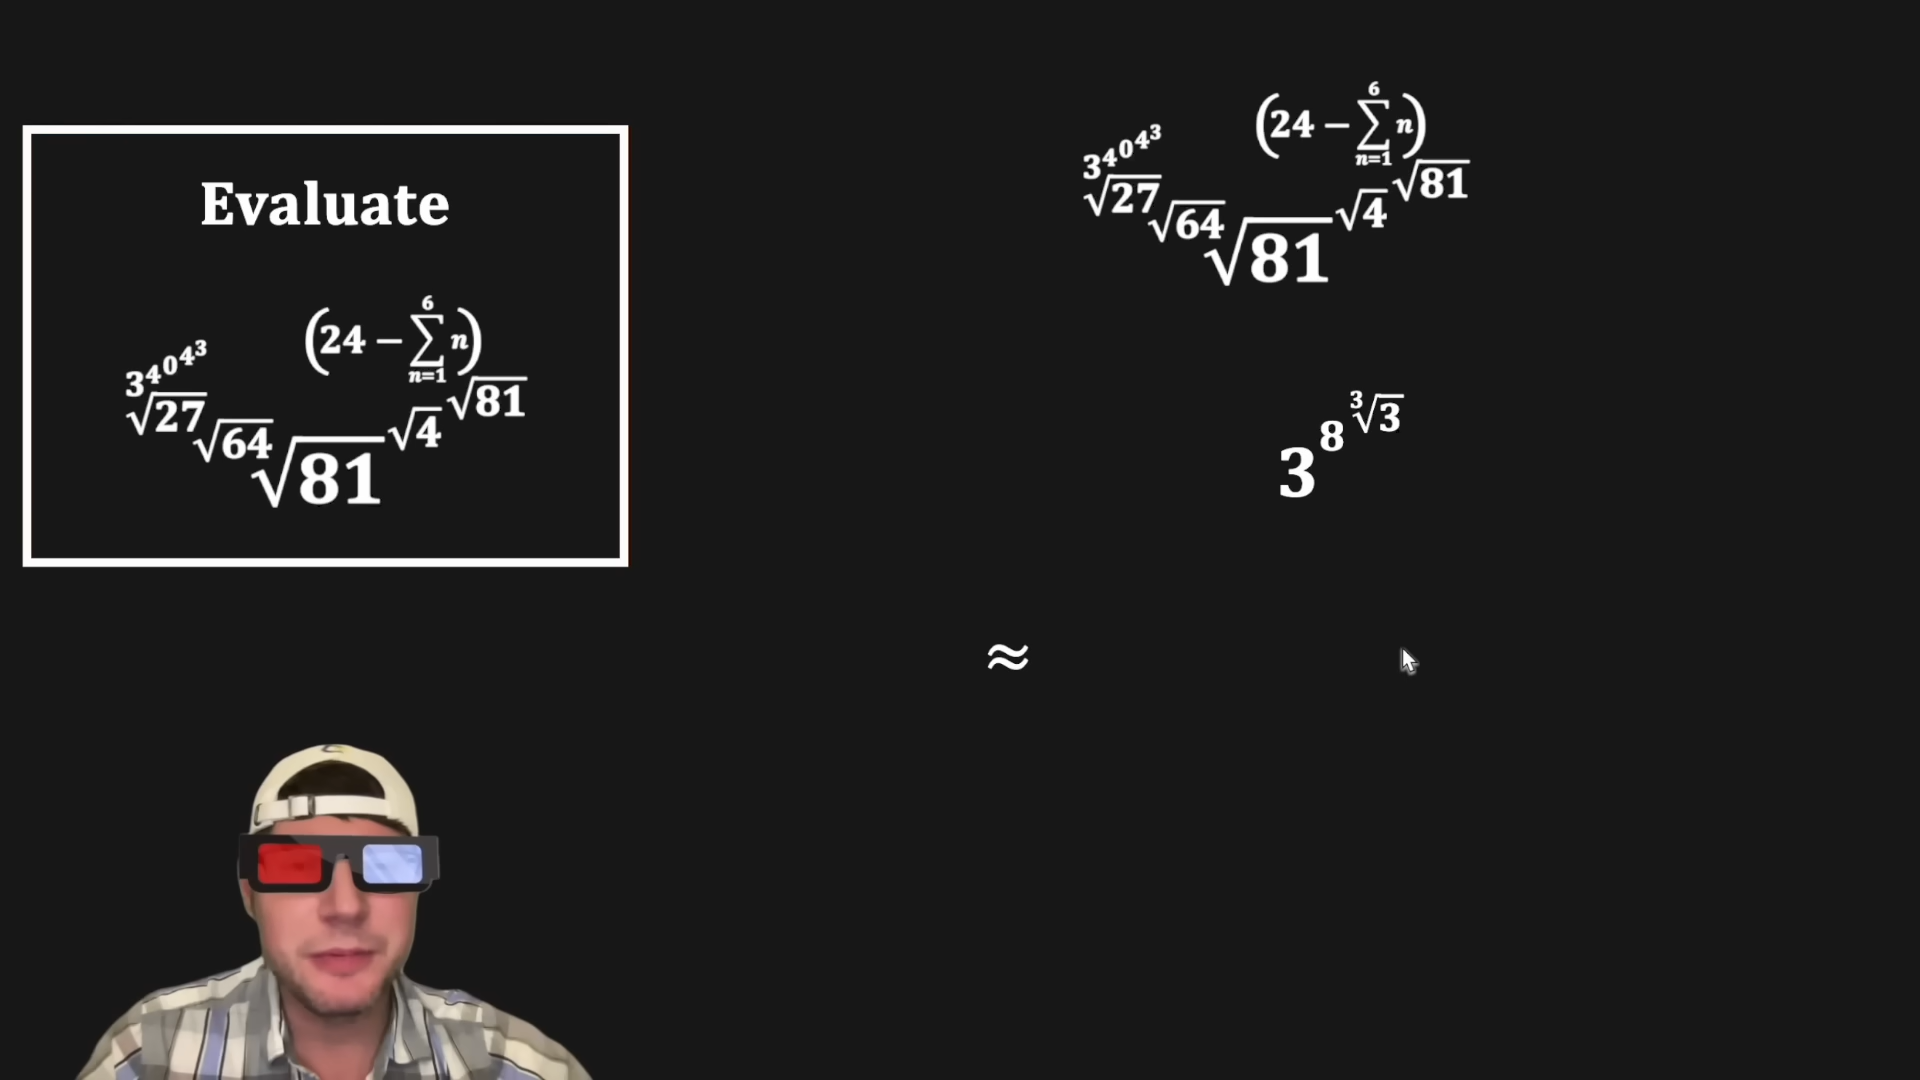 Evaluate
3^4^0^4^3 √27 √64 √81 √4 √81 (24 − ∑ n) 6 n=1
3^4^0^4^3 √27 √64 √81 √4 √81 (24 − ∑ n) 6 n=1
3^8^∛3
≈